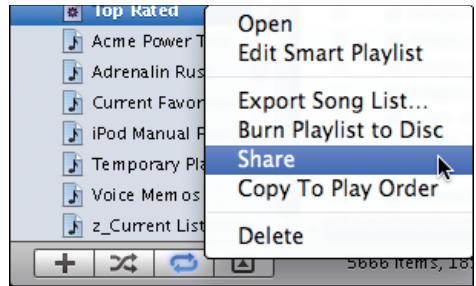 Top Rated
Acme Power T
Adrenalin Rus
Current Favor
iPod Manual
Temporary
Voice Memos
z_Current List
Open
Edit Smart Playlist
Export Song List...
Burn Playlist to Disc
Share
Copy To Play Order
Delete
5666 items, 18